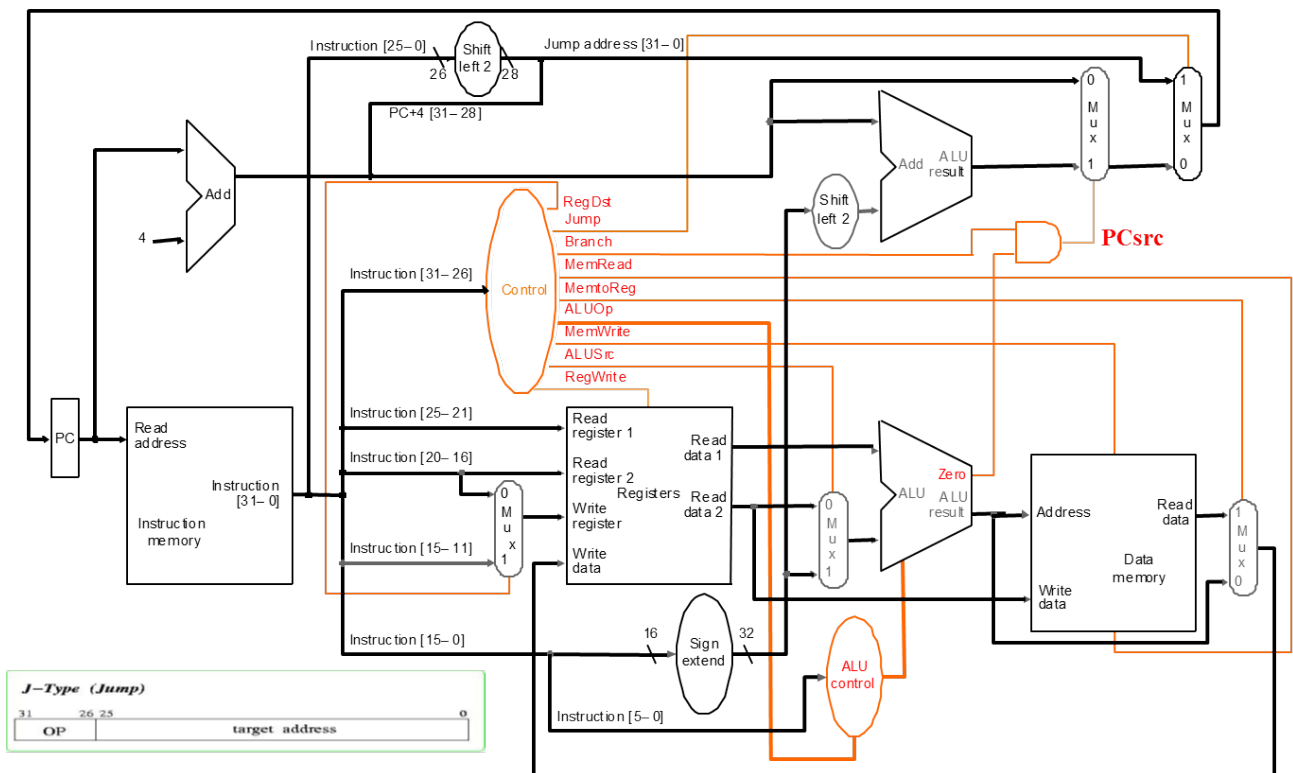 Instruction [25–0]
Shift
left 2
Jump address [31–0]
26
28
PC+4 [31–28]
0
M
u
x
1
1
M
u
x
0
Add
ALU
result
Add
4
Shift
left 2
RegDst
Jump
Branch
MemRead
MemtoReg
ALUOp
MemWrite
ALUSrc
RegWrite
PCsrc
Instruction [31–26]
Control
PC
Read
address
Instruction
[31–0]
Instruction
memory
Instruction [25–21]
Instruction [20–16]
Instruction [15–11]
Instruction [15–0]
0
M
u
x
1
Read
register 1
Read
register 2
Write
register
Write
data
Registers
Read
data 1
Read
data 2
0
M
u
x
1
Zero
ALU
ALU
result
Address
Write
data
Read
data
Data
memory
1
M
u
x
0
16
Sign
extend
32
ALU
control
Instruction [5–0]
J–Type (Jump)
31 26 25 0
OP target address